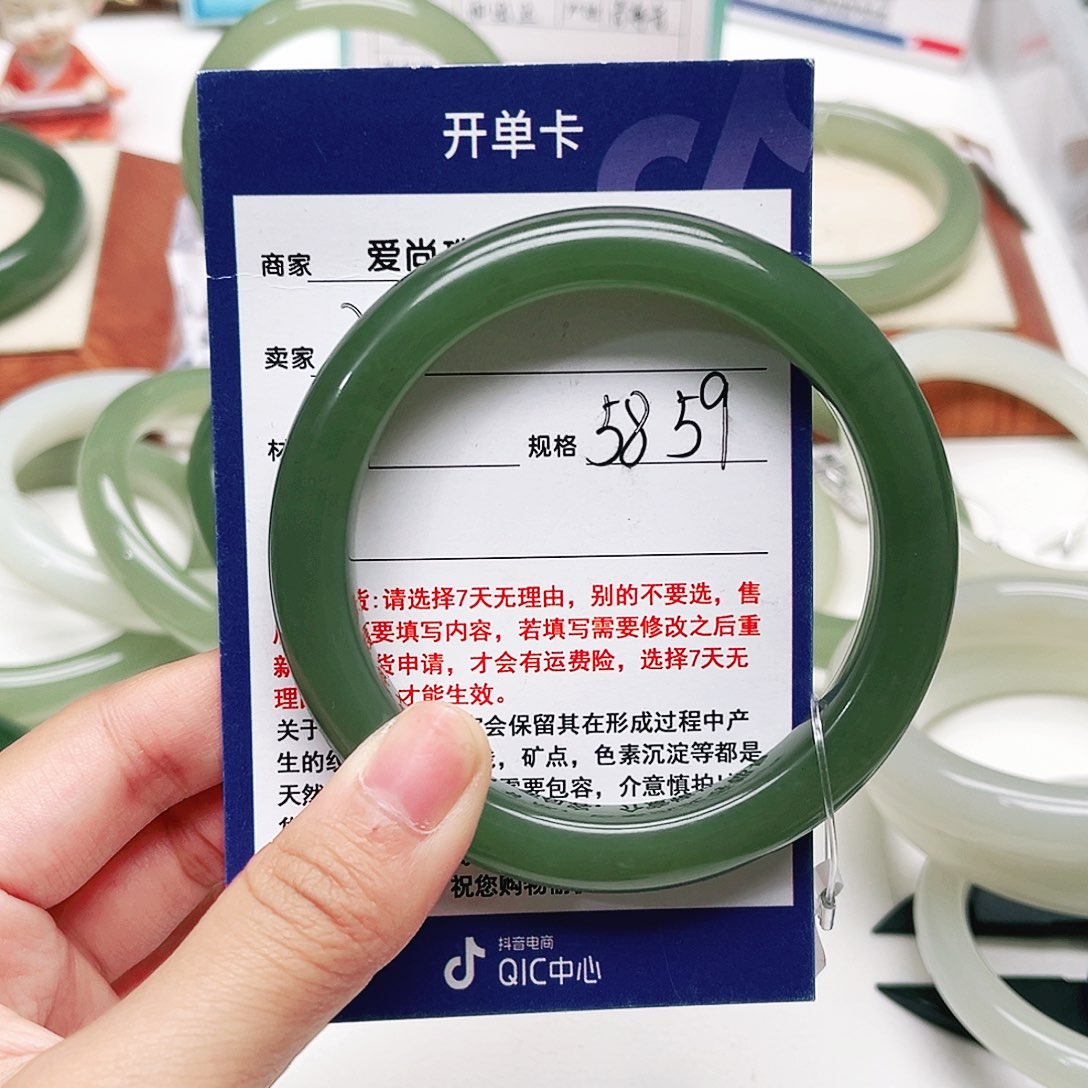 开单卡
商家 爱尚
卖家
规格 58 59
货:请选择7天无理由，别的不要选，售
要填写内容，若填写需要修改之后重
新 货申请，才会有运费险，选择7天无
理 才能生效。
关于 会保留其在形成过程中产
生的 矿点，色素沉淀等都是
天然 需要包容，介意慎拍
祝您购物
抖音电商
QIC中心